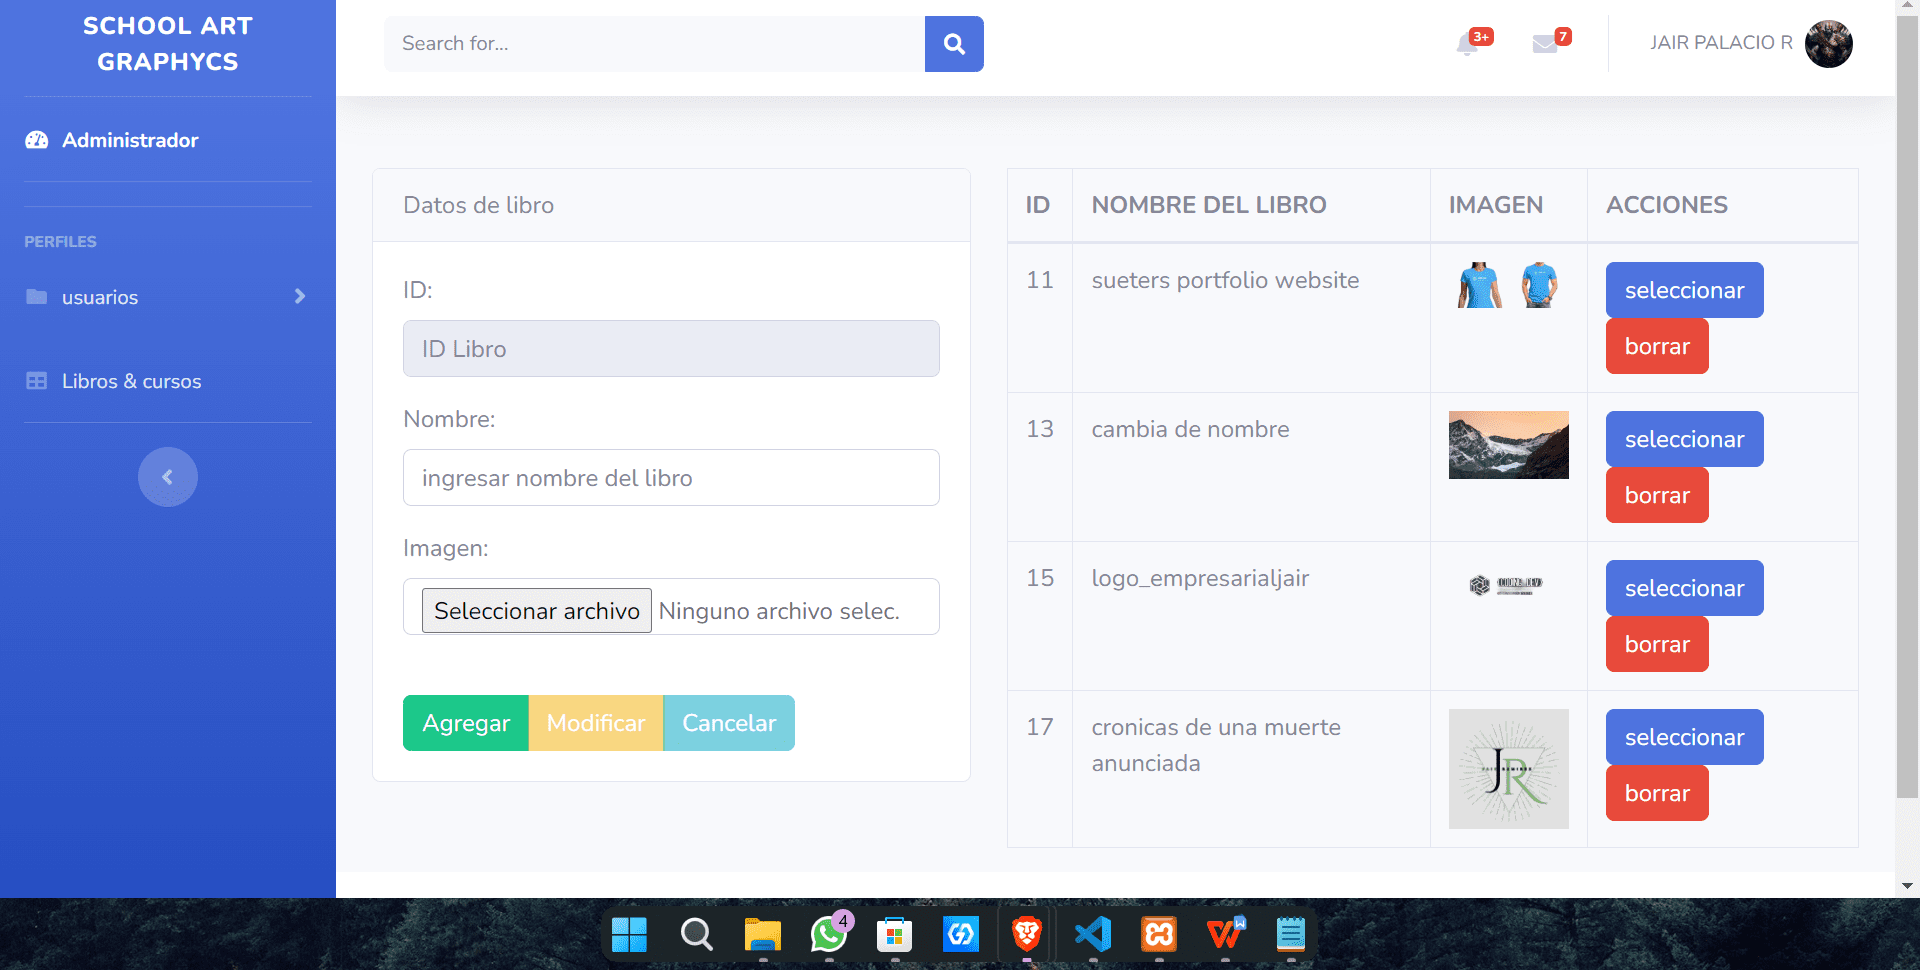 SCHOOL ART
GRAPHYCS
Administrador
PERFILES
usuarios
Libros & cursos
Search for...
3+
7
JAIR PALACIO R
Datos de libro
ID:
ID Libro
Nombre:
ingresar nombre del libro
Imagen:
Seleccionar archivo Ninguno archivo selec.
Agregar Modificar Cancelar
ID NOMBRE DEL LIBRO IMAGEN ACCIONES
11 sueters portfolio website seleccionar
borrar
13 cambia de nombre seleccionar
borrar
15 logo_empresarialjair seleccionar
borrar
17 cronicas de una muerte
anunciada
JR
seleccionar
borrar
4
W